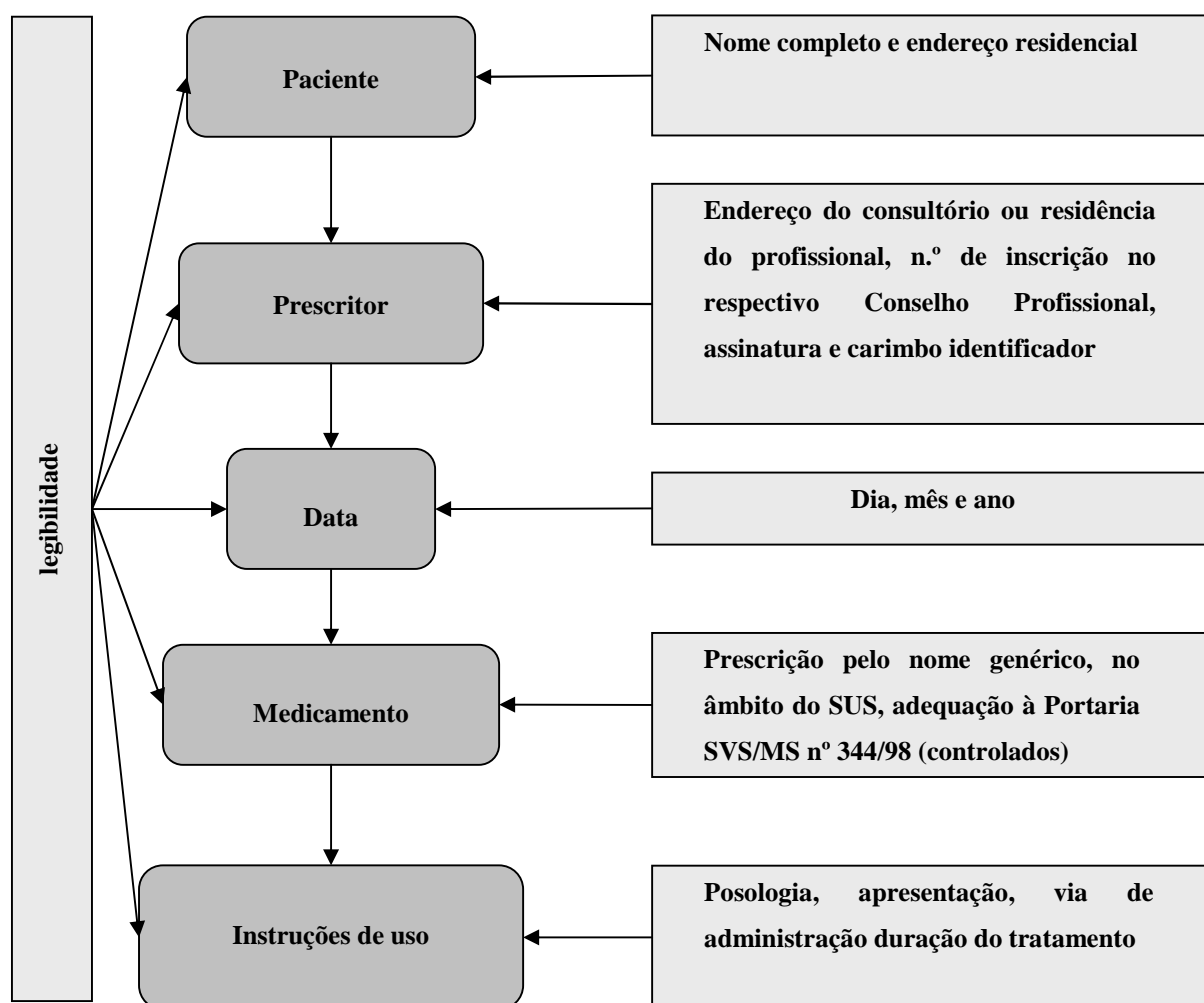 Nome completo e endereço residencial
Paciente
Endereço do consultório ou residência
do profissional, n.º de inscrição no
respectivo Conselho Profissional,
assinatura e carimbo identificador
Prescritor
legibilidade
Dia, mês e ano
Data
Prescrição pelo nome genérico, no
âmbito do SUS, adequação à Portaria
SVS/MS nº 344/98 (controlados)
Medicamento
Posologia, apresentação, via de
administração duração do tratamento
Instruções de uso